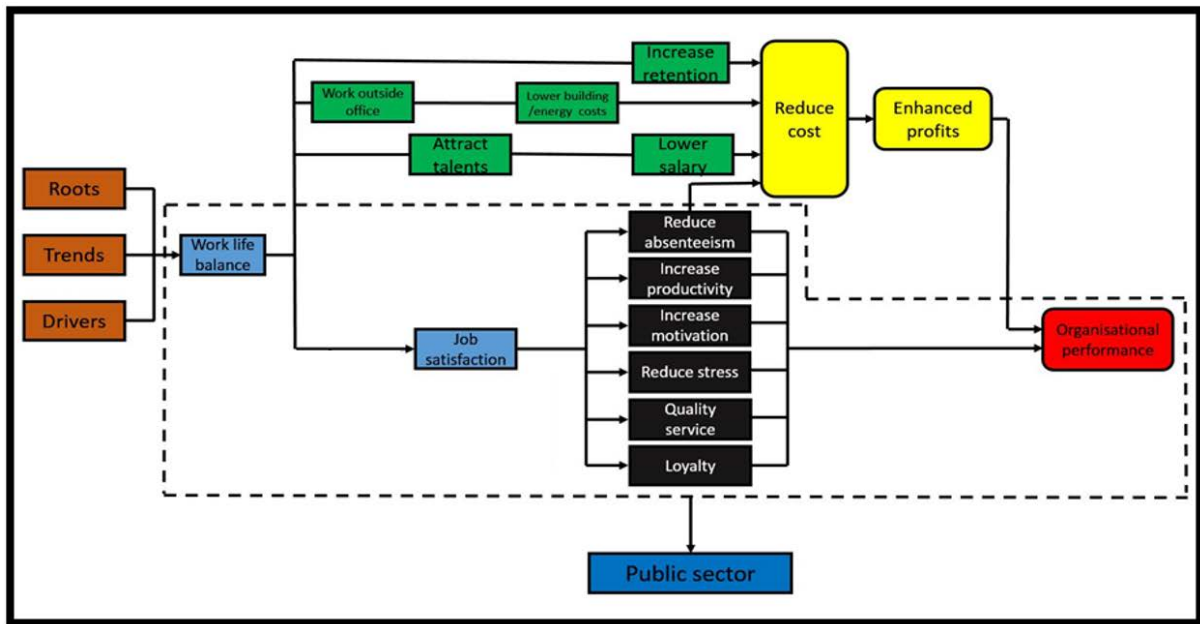 Increase
retention
Work outside
office
Lower building
/energy costs
Reduce
cost
Enhanced
profits
Attract
talents
Lower
salary
Roots
Trends
Drivers
Work life
balance
Reduce
absenteeism
Increase
productivity
Increase
motivation
Job
satisfaction
Reduce stress
Quality
service
Loyalty
Organisational
performance
Public sector